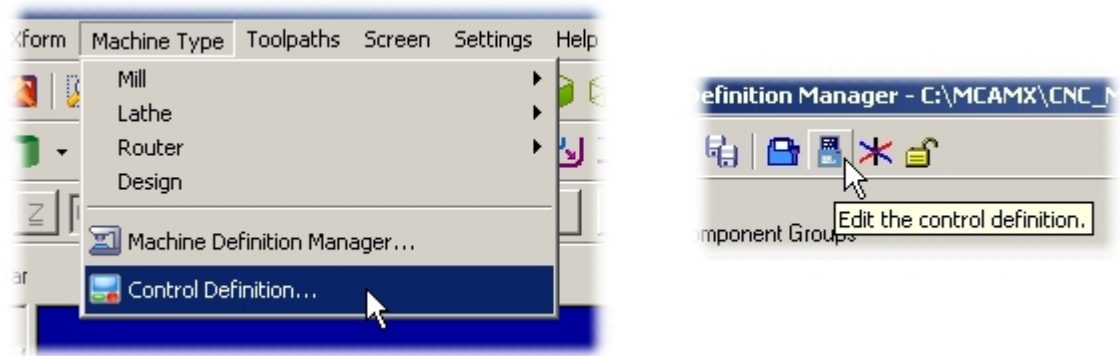 Xform Machine Type Toolpaths Screen Settings Help
Mill
Lathe
Router
Design
Z
Machine Definition Manager...
Control Definition...
Definition Manager - C:\MCAMX\CNC_M
Edit the control definition.
omponent Groups